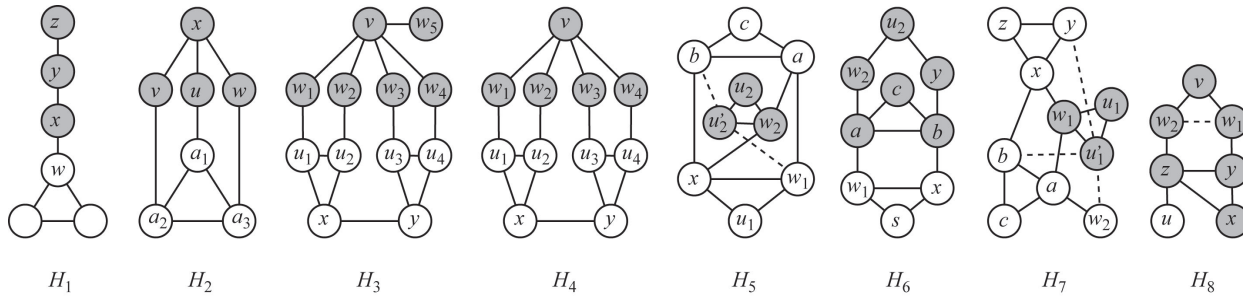 z x v w5 v c u2 z y
b a w2 y x v
y v u w w1 w2 w3 w4 w1 w2 w3 w4 u2 c w1 u1 w2 w1
x u'2 w2 a b
a1 u1 u2 u3 u4 u1 u2 u3 u4 b u'1 z y
w x w1 w1 x a
a2 a3 x y x y u1 s c w2 u x
H1 H2 H3 H4 H5 H6 H7 H8